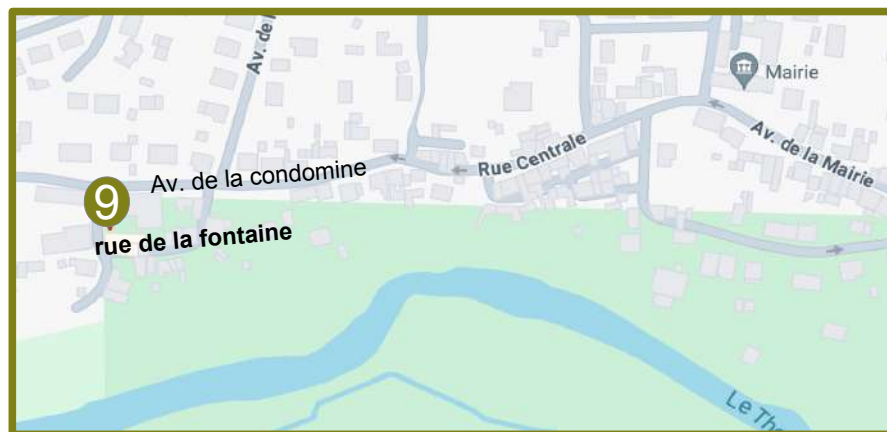 Av. de l
Mairie
Av. de la Mairie
Rue Centrale
Av. de la condomine
9
rue de la fontaine
Le Tho